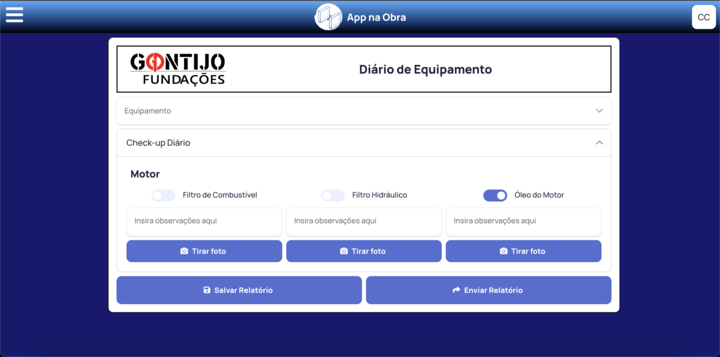 App na Obra
CC
GONTIJO
FUNDAÇÕES
Diário de Equipamento
Equipamento
Check-up Diário
Motor
Filtro de Combustível
Filtro Hidráulico
Óleo do Motor
Insira observações aqui
Insira observações aqui
Insira observações aqui
Tirar foto
Tirar foto
Tirar foto
Salvar Relatório
Enviar Relatório